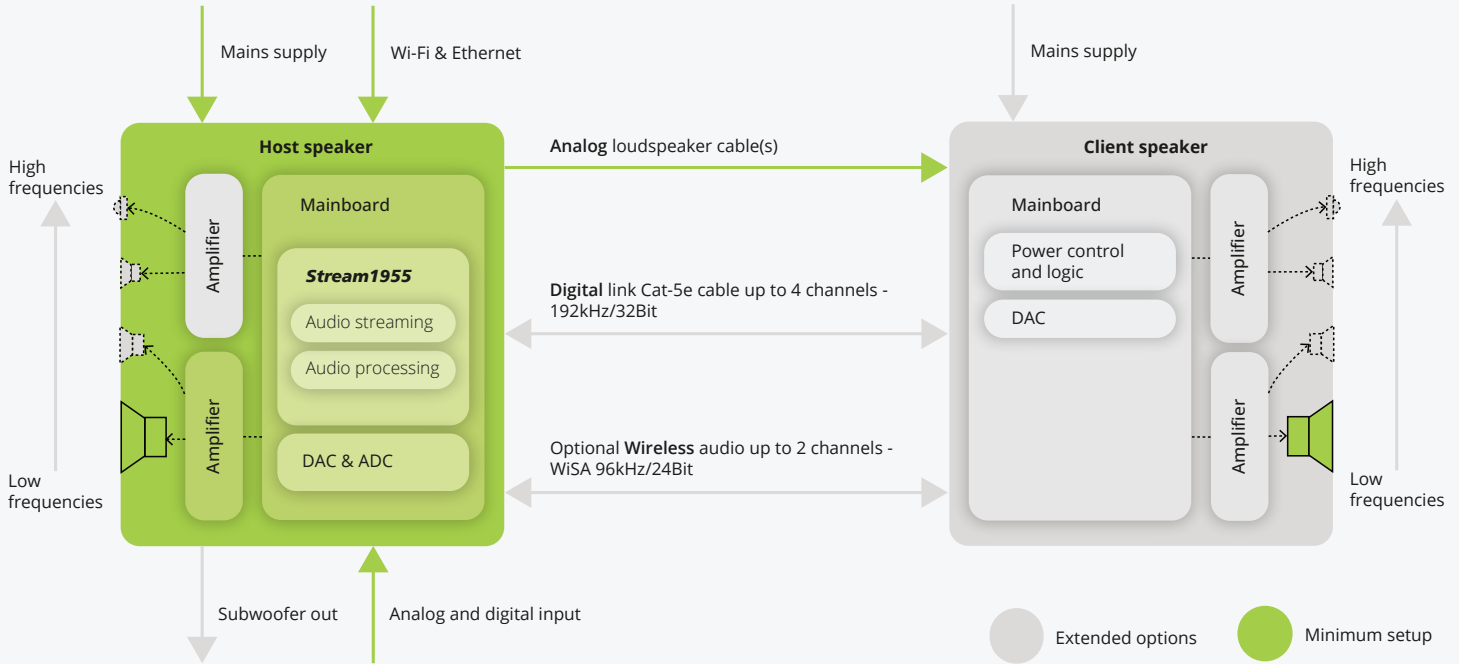 Mains supply
Wi-Fi & Ethernet
Mains supply
High
frequencies
Low
frequencies
Host speaker
Amplifier
Amplifier
Mainboard
Stream1955
Audio streaming
Audio processing
DAC & ADC
Analog loudspeaker cable(s)
Digital link Cat-5e cable up to 4 channels -
192kHz/32Bit
Optional Wireless audio up to 2 channels -
WiSA 96kHz/24Bit
Client speaker
Mainboard
Power control
and logic
DAC
Amplifier
Amplifier
High
frequencies
Low
frequencies
Subwoofer out
Analog and digital input
Extended options
Minimum setup